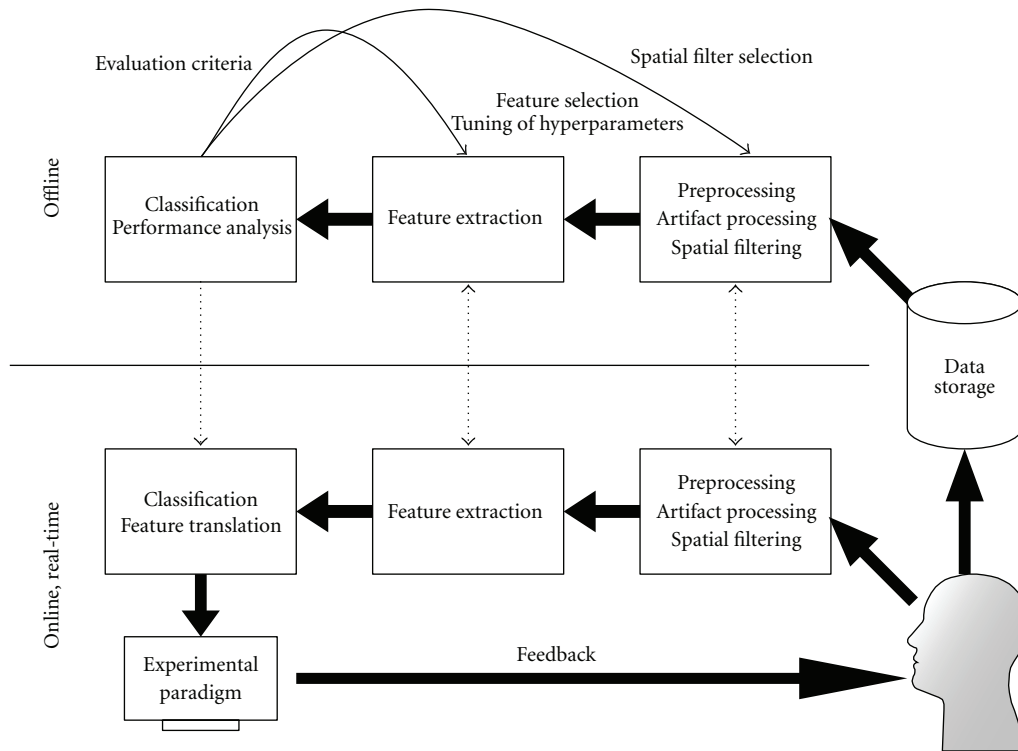 Evaluation criteria
Spatial filter selection
Feature selection
Tuning of hyperparameters
Offline
Classification
Performance analysis
Feature extraction
Preprocessing
Artifact processing
Spatial filtering
Data
storage
Online, real-time
Classification
Feature translation
Feature extraction
Preprocessing
Artifact processing
Spatial filtering
Experimental
paradigm
Feedback